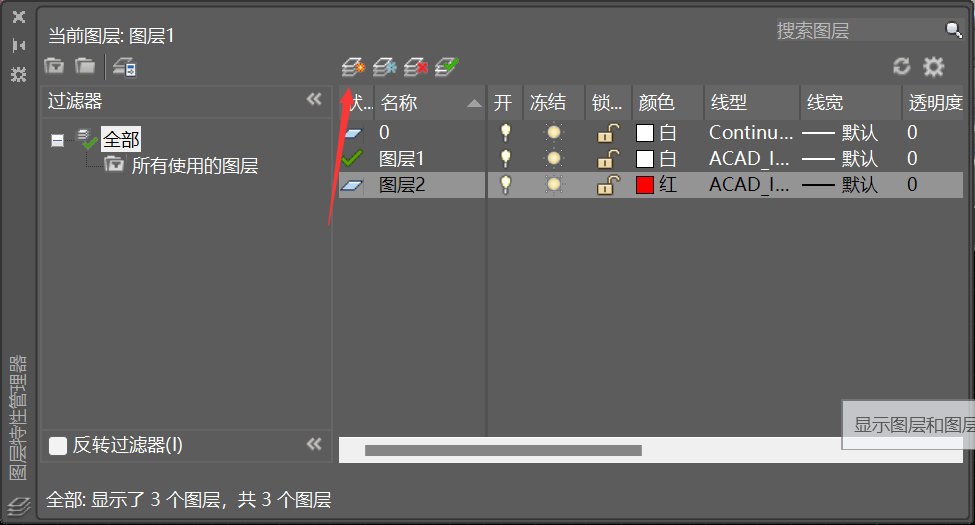 当前图层: 图层1
搜索图层
过滤器
状... 名称 开 冻结 锁... 颜色 线型 线宽 透明度
全部
所有使用的图层
0 白 Continu... 默认 0
图层1 白 ACAD_I... 默认 0
图层2 红 ACAD_I... 默认 0
显示图层和图层
反转过滤器(I)
全部: 显示了 3 个图层，共 3 个图层
图层特性管理器